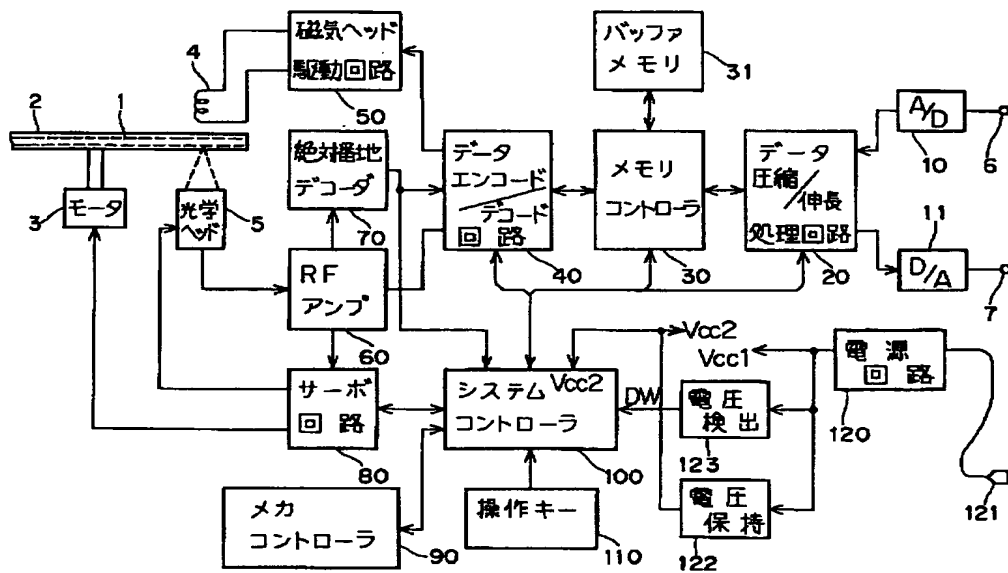 磁気ヘッド
駆動回路
50
4
バッファ
メモリ
31
2
1
A/D
10
6
絶対番地
デコーダ
70
データ
エンコード
/デコード
回路
40
メモリ
コントローラ
30
データ
圧縮
/伸長
処理回路
20
D/A
11
7
3
モータ
光学
ヘッド
5
RF
アンプ
60
Vcc2
Vcc1
電源
回路
120
サーボ
回路
80
システム
Vcc2
コントローラ
100
DW
電圧
検出
123
121
メカ
コントローラ
90
操作キー
110
電圧
保持
122